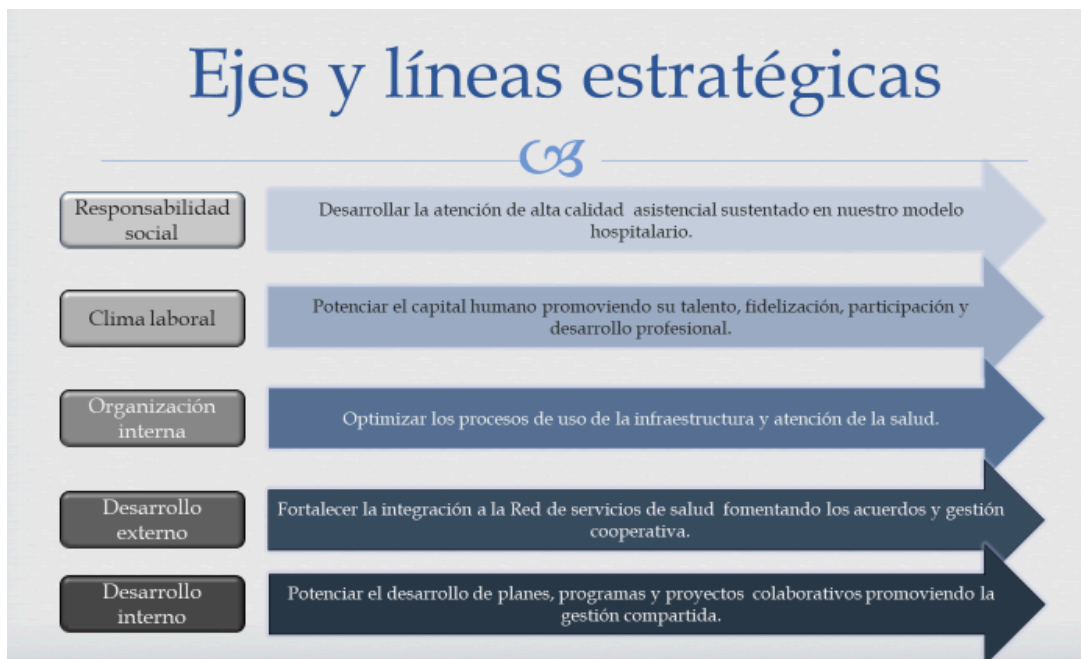 Ejes y líneas estratégicas
Responsabilidad
social
Desarrollar la atención de alta calidad asistencial sustentado en nuestro modelo
hospitalario.
Clima laboral
Potenciar el capital humano promoviendo su talento, fidelización, participación y
desarrollo profesional.
Organización
interna
Optimizar los procesos de uso de la infraestructura y atención de la salud.
Desarrollo
externo
Fortalecer la integración a la Red de servicios de salud fomentando los acuerdos y gestión
cooperativa.
Desarrollo
interno
Potenciar el desarrollo de planes, programas y proyectos colaborativos promoviendo la
gestión compartida.